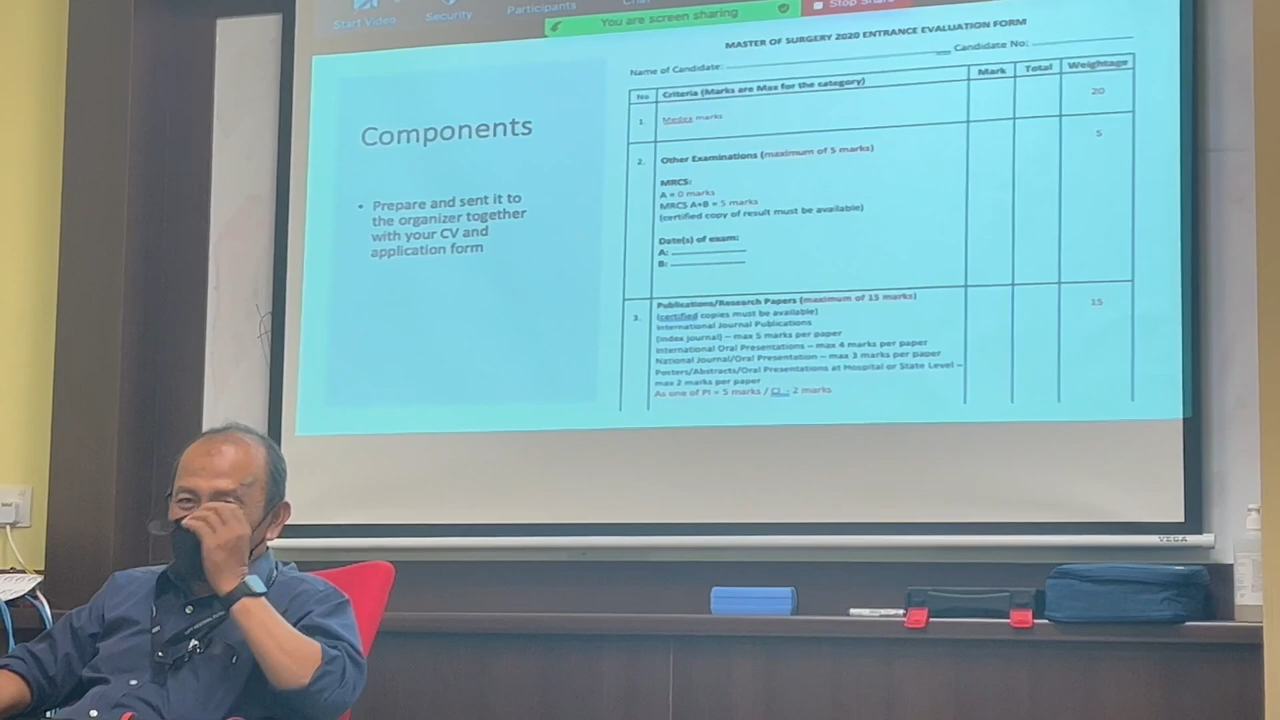 Start Video
Security
Participants
You are screen sharing
Stop Share
Components
• Prepare and sent it to
the organizer together
with your CV and
application form
MASTER OF SURGERY 2020 ENTRANCE EVALUATION FORM
Name of Candidate: Candidate No:
No Criteria (Marks are Max for the category) Mark Total Weightage
1. Medex marks 20
2. Other Examinations (maximum of 5 marks) 5
MRCS:
A = 0 marks
MRCS A+B = 5 marks
(certified copy of result must be available)
Date(s) of exam:
A:
B:
3. Publications/Research Papers (maximum of 15 marks) 15
(certified copies must be available)
International Journal Publications
(index journal) – max 5 marks per paper
International Oral Presentations – max 4 marks per paper
National Journal/Oral Presentation – max 3 marks per paper
Posters/Abstracts/Oral Presentations at Hospital or State Level –
max 2 marks per paper
As one of PI = 5 marks / CI - 2 marks
VEGA